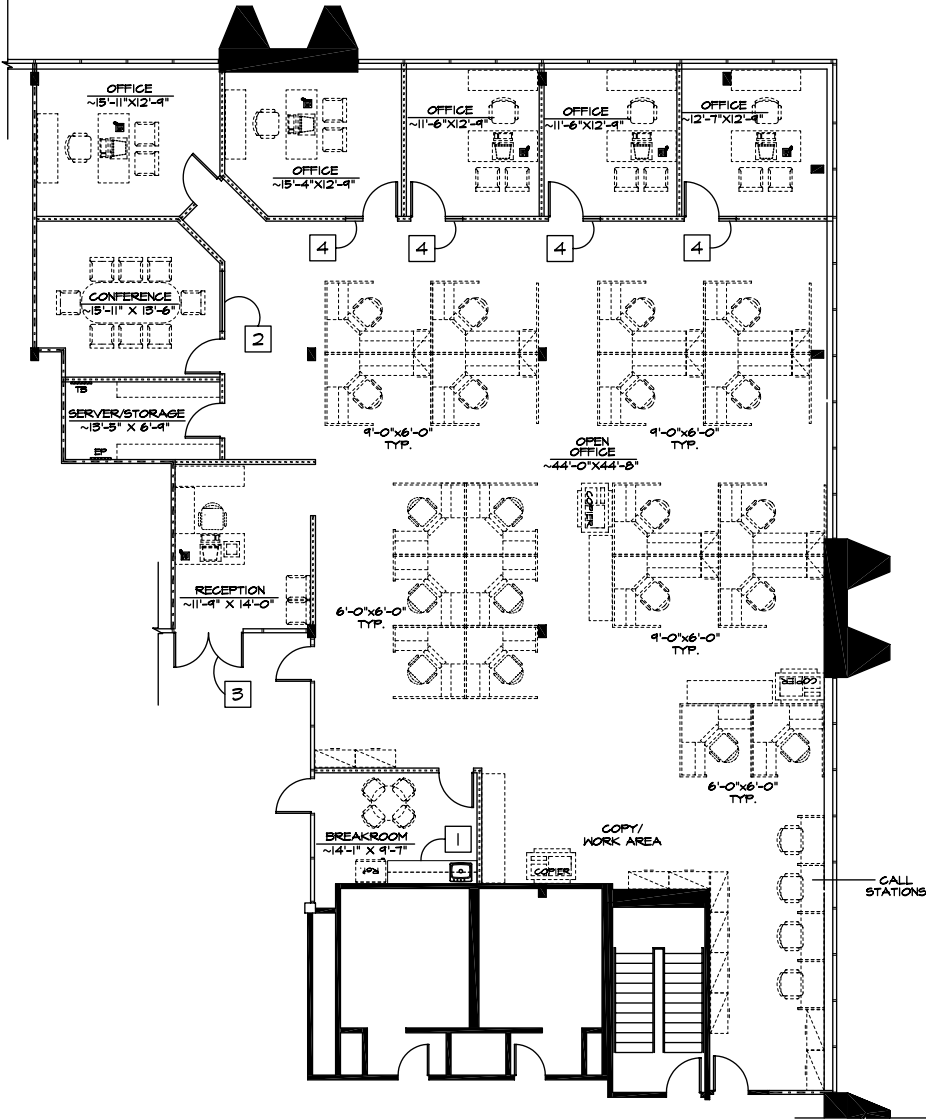 OFFICE
~15'-11"X12'-9"
OFFICE
~15'-4"X12'-9"
OFFICE
~11'-6"X12'-9"
OFFICE
~11'-6"X12'-9"
OFFICE
~12'-7"X12'-9"
4
4
4
4
CONFERENCE
~15'-11" X 13'-6"
2
TB
SERVER/STORAGE
~13'-5" X 6'-9"
EP
9'-0"x6'-0"
TYP.
9'-0"x6'-0"
TYP.
OPEN
OFFICE
~44'-0"X44'-8"
COPIER
RECEPTION
~11'-9" X 14'-0"
6'-0"x6'-0"
TYP.
9'-0"x6'-0"
TYP.
3
COPIER
6'-0"x6'-0"
TYP.
BREAKROOM
~14'-1" X 9'-7"
1
Ref
COPY/
WORK AREA
COPIER
CALL
STATIONS